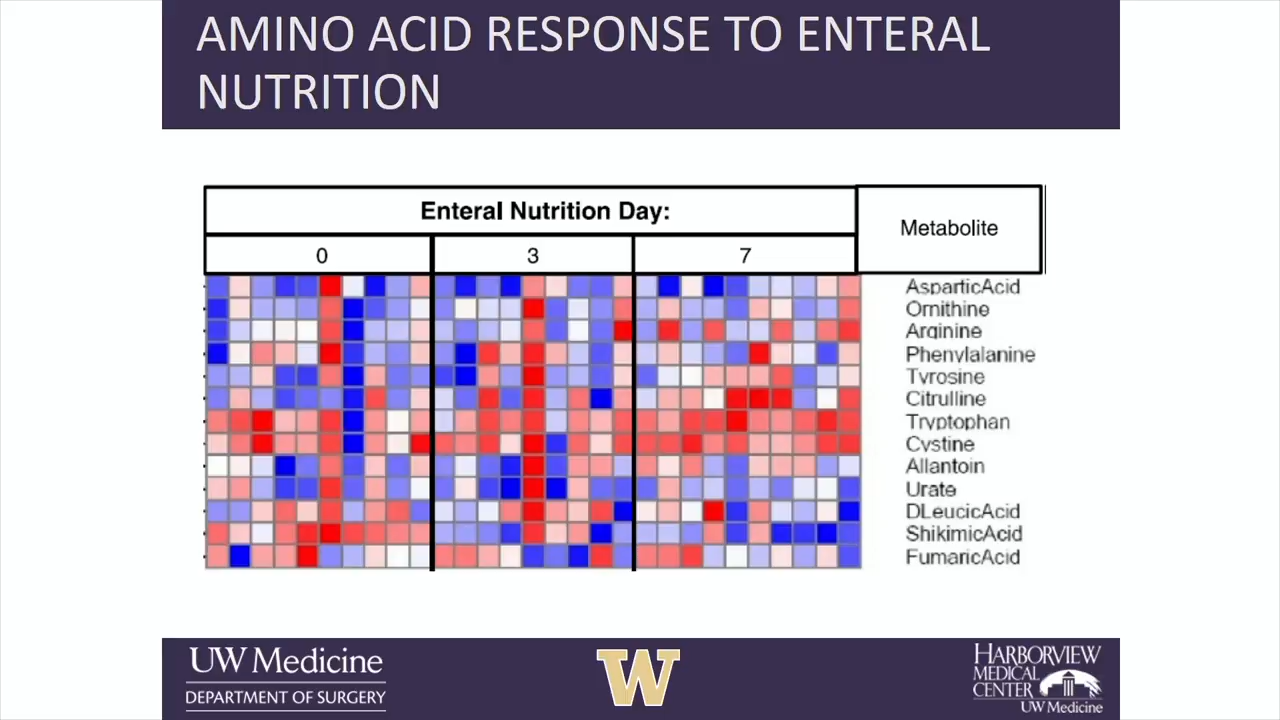 AMINO ACID RESPONSE TO ENTERAL
NUTRITION
Enteral Nutrition Day:
Metabolite
0
3
7
AsparticAcid
Ornithine
Arginine
Phenylalanine
Tyrosine
Citrulline
Tryptophan
Cystine
Allantoin
Urate
DLeucicAcid
ShikimicAcid
FumaricAcid
UW Medicine
DEPARTMENT OF SURGERY
W
HARBORVIEW
MEDICAL
CENTER
UW Medicine